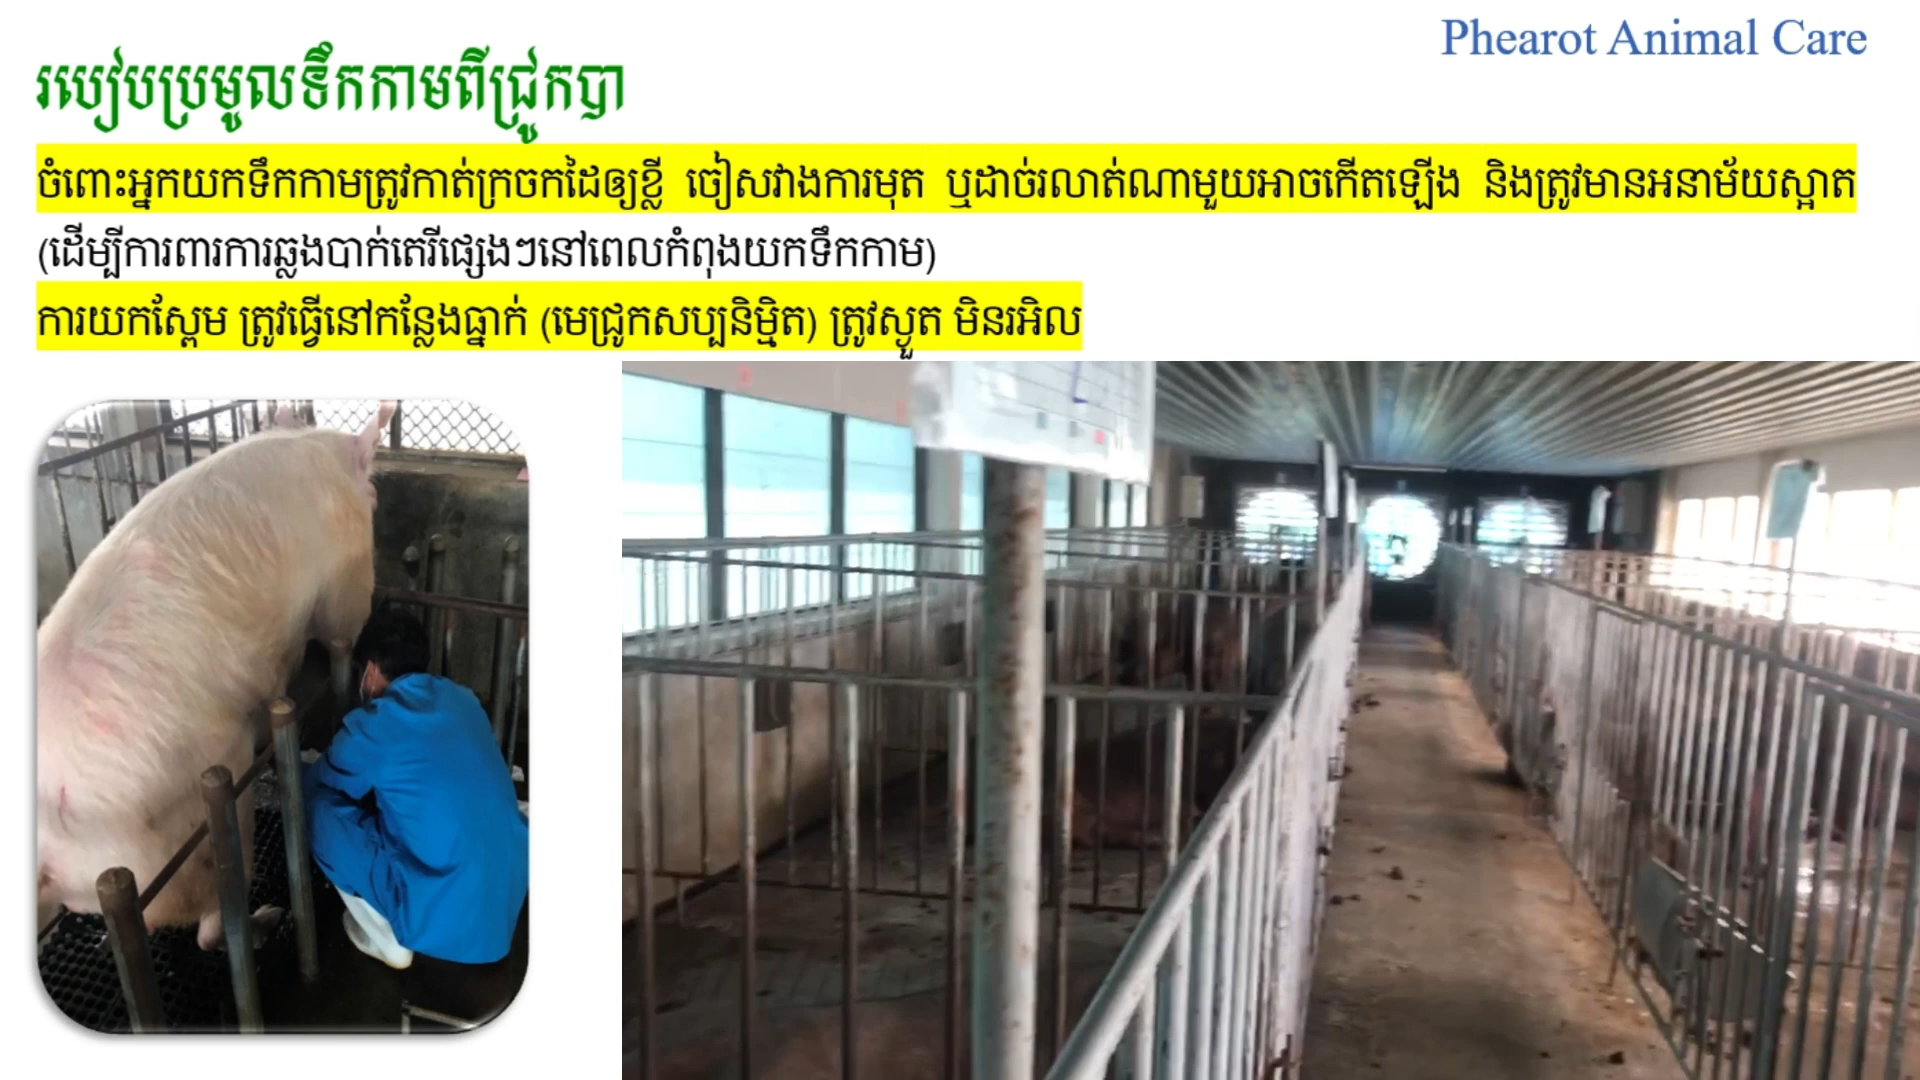 Phearot Animal Care
របៀបប្រមូលទឹកកាមពីជ្រូកបា
ចំពោះអ្នកយកទឹកកាមត្រូវកាត់ក្រចកដៃឲ្យខ្លី ចៀសវាងការមុត ឬដាច់រលាត់ណាមួយអាចកើតឡើង និងត្រូវមានអនាម័យស្អាត
(ដើម្បីការពារការឆ្លងបាក់តេរីផ្សេងៗនៅពេលកំពុងយកទឹកកាម)
ការយកស្ពែម ត្រូវធ្វើនៅកន្លែងធ្នាក់ (មេជ្រូកសប្បនិម្មិត) ត្រូវស្ងួត មិនរអិល